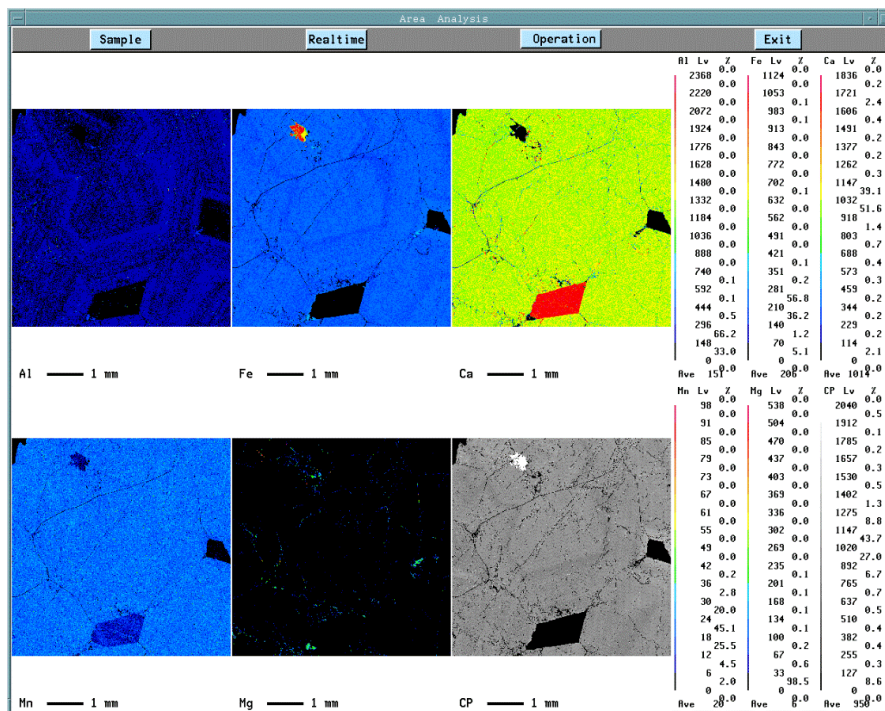 Area Analysis
Sample Realtime Operation Exit
Al Lv % Fe Lv % Ca Lv %
0.0 0.0 0.0
2368 1124 1836
0.0 0.0 0.2
2220 1053 1721
0.0 0.1 2.4
2072 983 1606
0.0 0.1 0.4
1924 913 1491
0.0 0.0 0.2
1776 843 1377
0.0 0.0 0.2
1628 772 1262
0.0 0.0 0.3
1480 702 1147
0.0 0.1 39.1
1332 632 1032
0.0 0.0 51.6
1184 562 918
0.0 0.0 1.4
1036 491 803
0.0 0.0 0.7
888 421 688
0.0 0.1 0.4
740 351 573
0.1 0.2 0.3
592 281 459
0.1 56.8 0.2
444 210 344
0.5 36.2 0.2
296 140 229
66.2 1.2 0.2
148 70 114
33.0 5.1 2.1
0 0 0
0.0 0.0 0.0
Ave 151 Ave 206 Ave 1014
Al 1 mm Fe 1 mm Ca 1 mm
Mn Lv % Mg Lv % CP Lv %
0.0 0.0 0.0
98 538 2040
0.0 0.0 0.5
91 504 1912
0.0 0.0 0.1
85 470 1785
0.0 0.0 0.2
79 437 1657
0.0 0.0 0.3
73 403 1530
0.0 0.0 0.5
67 369 1402
0.0 0.0 1.3
61 336 1275
0.0 0.0 8.8
55 302 1147
0.0 0.0 43.7
49 269 1020
0.0 0.0 27.0
42 235 892
0.2 0.1 6.7
36 201 765
2.8 0.1 0.7
30 168 637
20.0 0.1 0.5
24 134 510
45.1 0.1 0.4
18 100 382
25.5 0.2 0.4
12 67 255
4.5 0.6 0.3
6 33 127
2.0 98.5 8.6
0 0 0
0.0 0.0 0.0
Ave 20 Ave 6 Ave 950
Mn 1 mm Mg 1 mm CP 1 mm